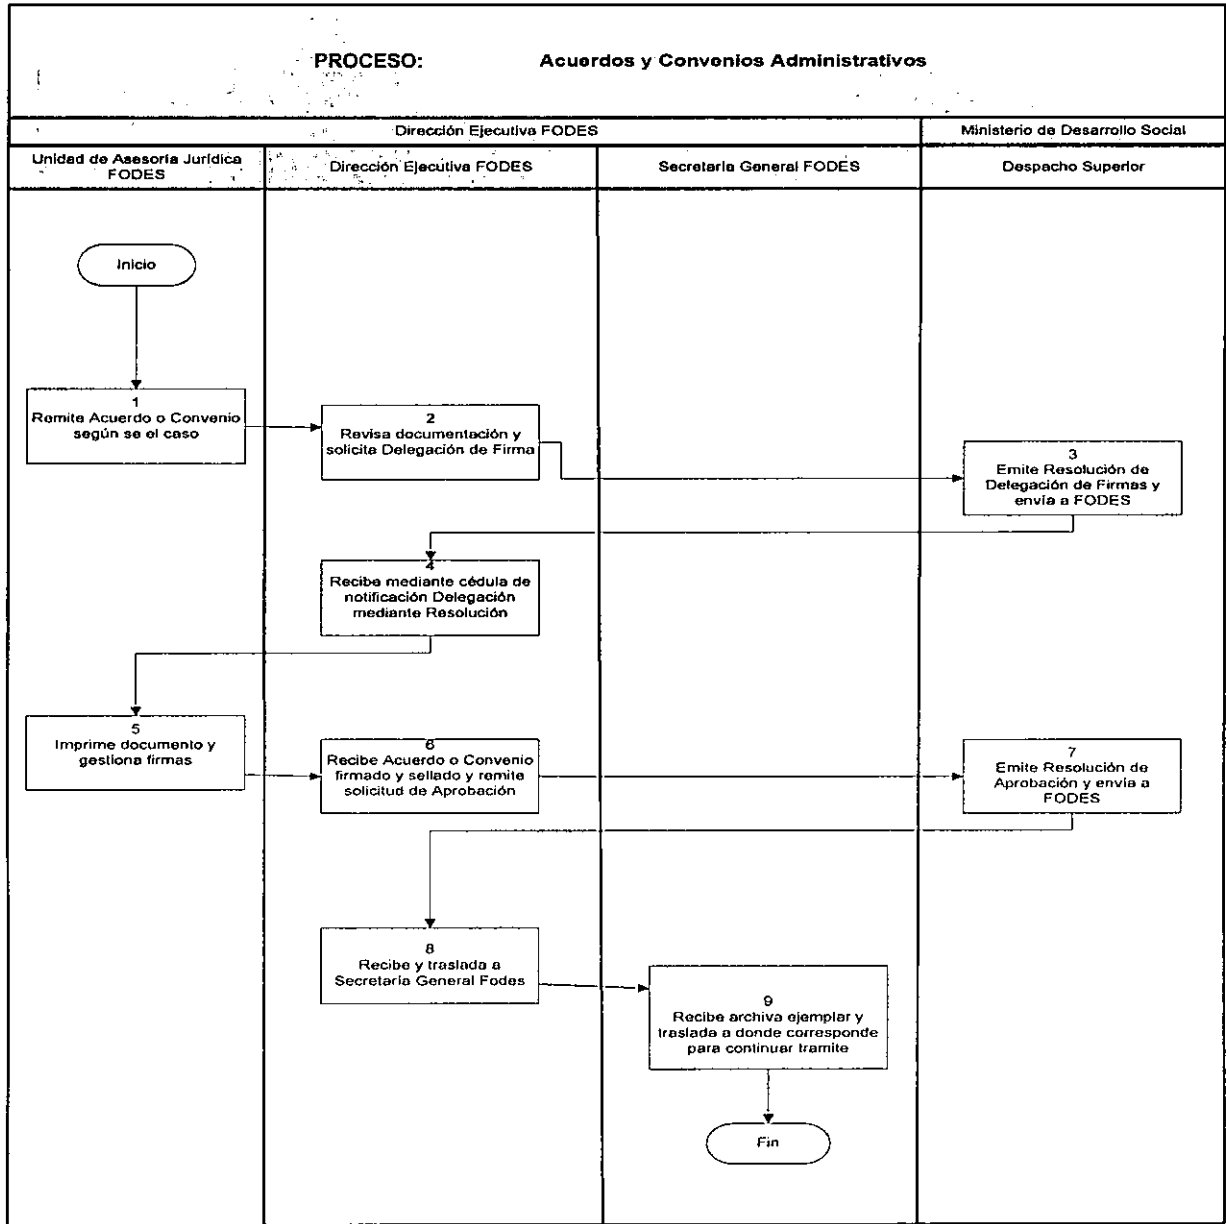 PROCESO: Acuerdos y Convenios Administrativos
Dirección Ejecutiva FODES
Ministerio de Desarrollo Social
Unidad de Asesoría Jurídica
FODES
Dirección Ejecutiva FODES
Secretaría General FODES
Despacho Superior
Inicio
1
Remite Acuerdo o Convenio
según se el caso
2
Revisa documentación y
solicita Delegación de Firma
3
Emite Resolución de
Delegación de Firmas y
envía a FODES
4
Recibe mediante cédula de
notificación Delegación
mediante Resolución
5
Imprime documento y
gestiona firmas
6
Recibe Acuerdo o Convenio
firmado y sellado y remite
solicitud de Aprobación
7
Emite Resolución de
Aprobación y envía a
FODES
8
Recibe y traslada a
Secretaría General Fodes
9
Recibe archiva ejemplar y
traslada a donde corresponde
para continuar tramite
Fin